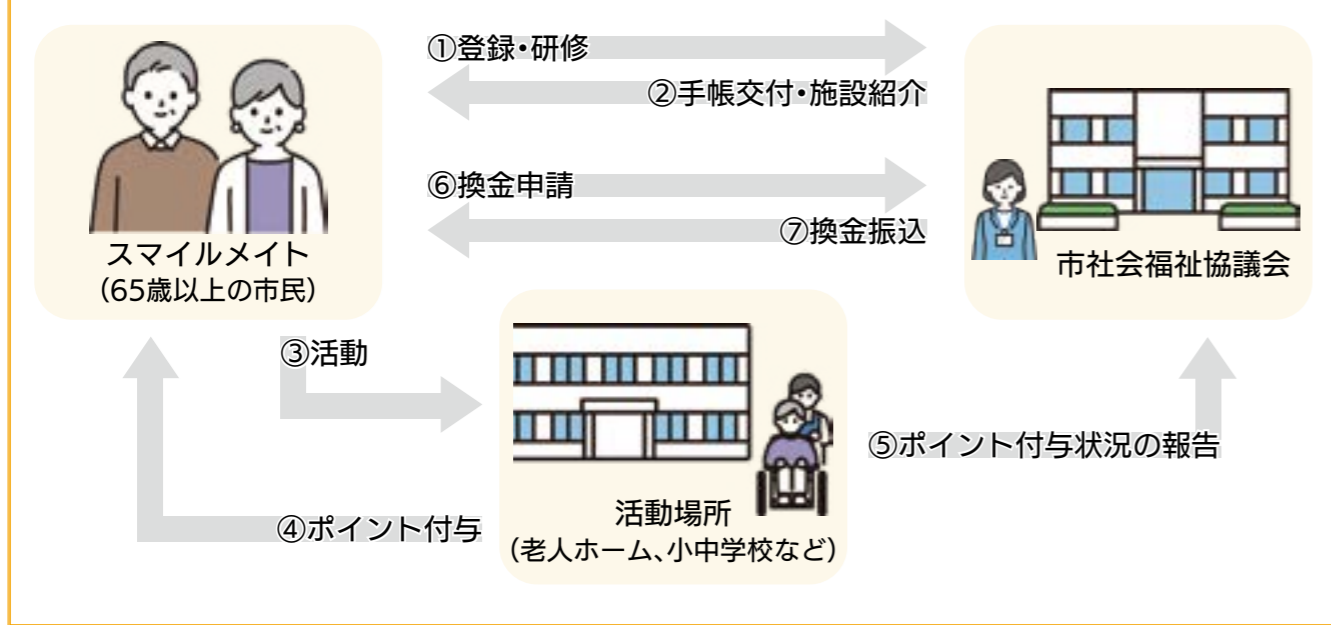 ①登録・研修
②手帳交付・施設紹介
⑥換金申請
⑦換金振込
スマイルメイト
（65歳以上の市民）
市社会福祉協議会
③活動
④ポイント付与
活動場所
（老人ホーム、小中学校など）
⑤ポイント付与状況の報告